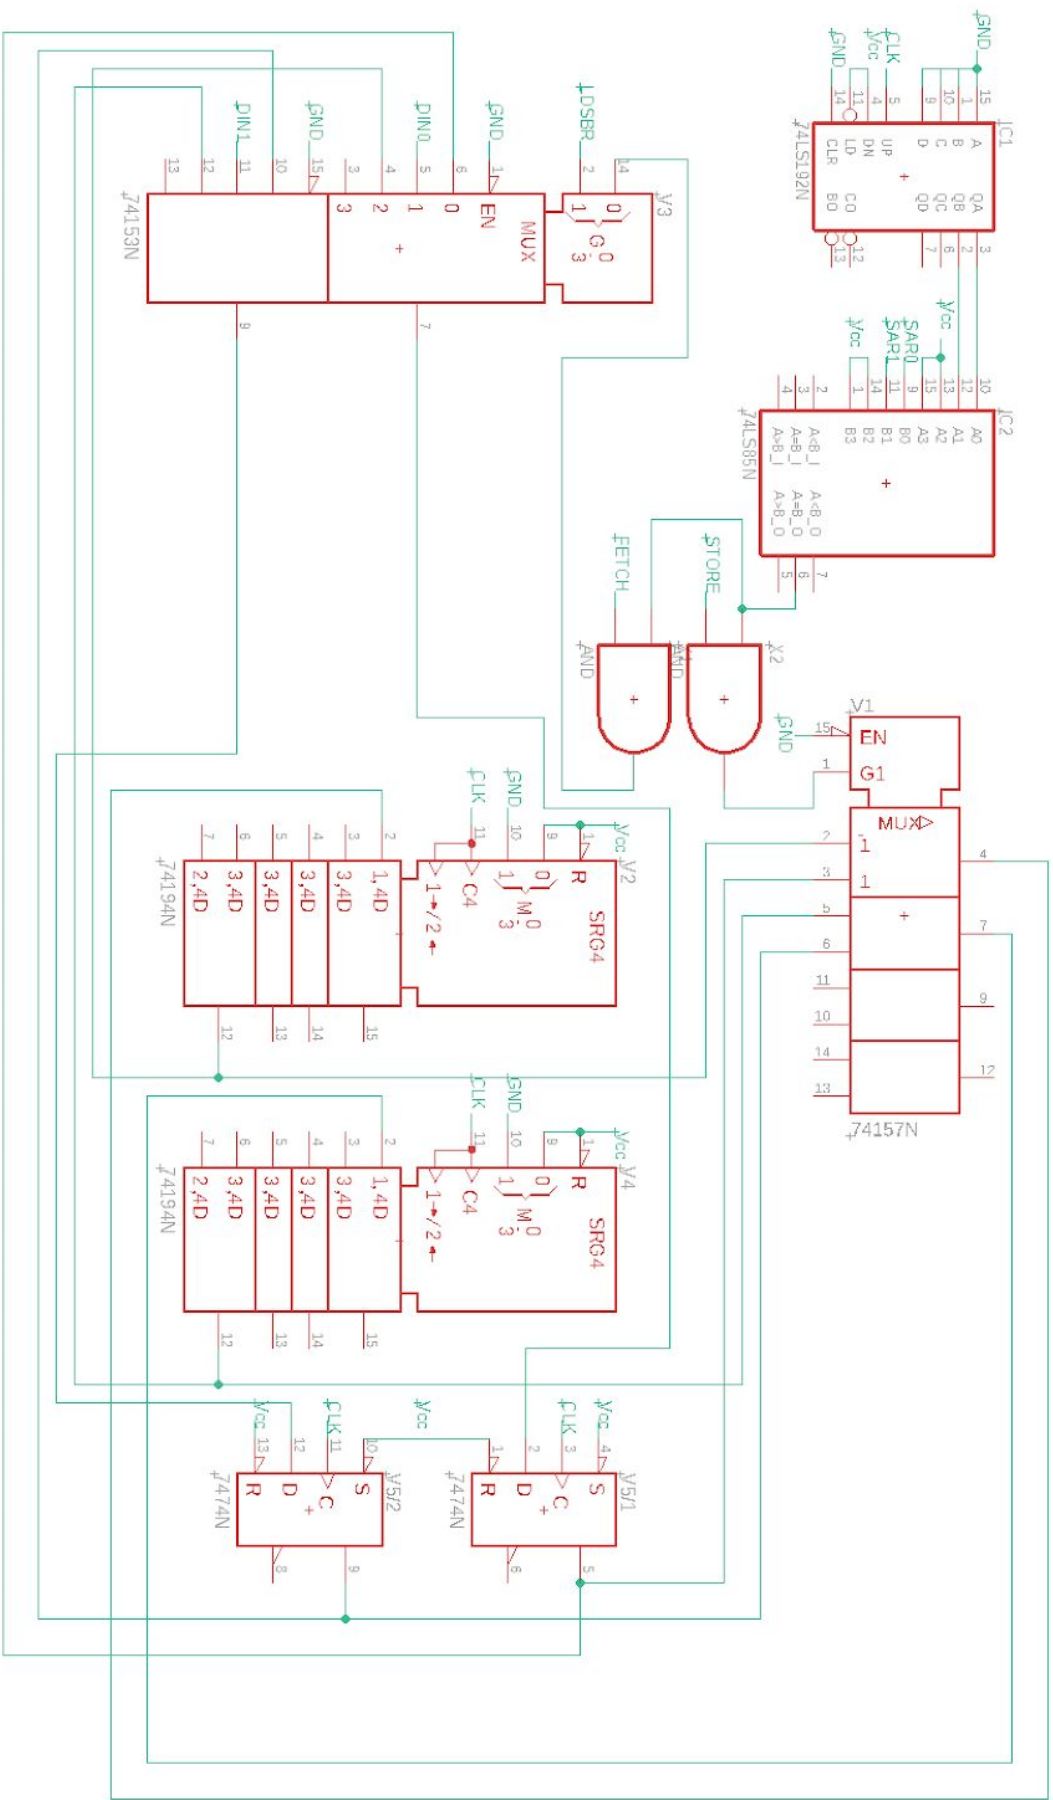 GND
GND
Vcc
CLK
14
11
4
5
9
10
1
15
IC1
CLR
LD
DN
UP
D
C
B
A
BO
CO
QD
QC
QB
QA
74LS192N
13
12
7
6
2
3
Vcc
SAR1
SAR0
Vcc
4
3
2
1
14
11
9
15
13
12
10
IC2
A>B_I
A=B_I
A<B_I
B3
B2
B1
B0
A3
A2
A1
A0
A>B_O
A=B_O
A<B_O
74LS85N
5
6
7
DIN1
GND
DIN0
GND
LDSBR
13
12
11
10
15
3
4
5
6
1
2
14
V3
3
2
1
0
EN
MUX
1
0
G
0
3
74153N
9
7
FETCH
STORE
AND
AND
X2
V1
GND
15
EN
1
G1
MUX
2
1
4
3
1
5
7
6
11
9
10
14
12
13
74157N
CLK
GND
Vcc
7
6
5
4
3
2
11
10
9
1
V2
2,4D
3,4D
3,4D
3,4D
3,4D
1,4D
1
/2
C4
1
0
M
0
3
R
SRG4
74194N
12
13
14
15
CLK
GND
Vcc
7
6
5
4
3
2
11
10
9
1
V4
2,4D
3,4D
3,4D
3,4D
3,4D
1,4D
1
/2
C4
1
0
M
0
3
R
SRG4
74194N
12
13
14
15
Vcc
CLK
Vcc
CLK
Vcc
13
12
11
10
1
2
3
4
V5/2
V5/1
R
D
C
S
R
D
C
S
7474N
7474N
8
9
6
5